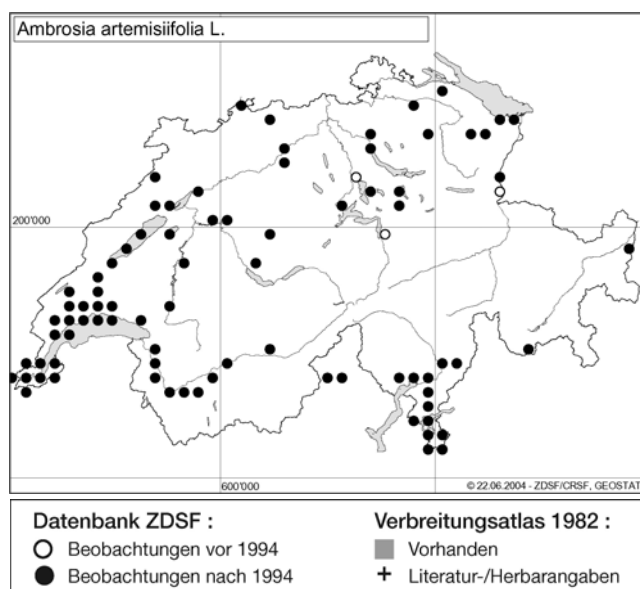 Ambrosia artemisiifolia L.
200'000
600'000
© 22.06.2004 - ZDSF/CRSF, GEOSTAT
Datenbank ZDSF :
Beobachtungen vor 1994
Beobachtungen nach 1994
Verbreitungsatlas 1982 :
Vorhanden
Literatur-/Herbarangaben